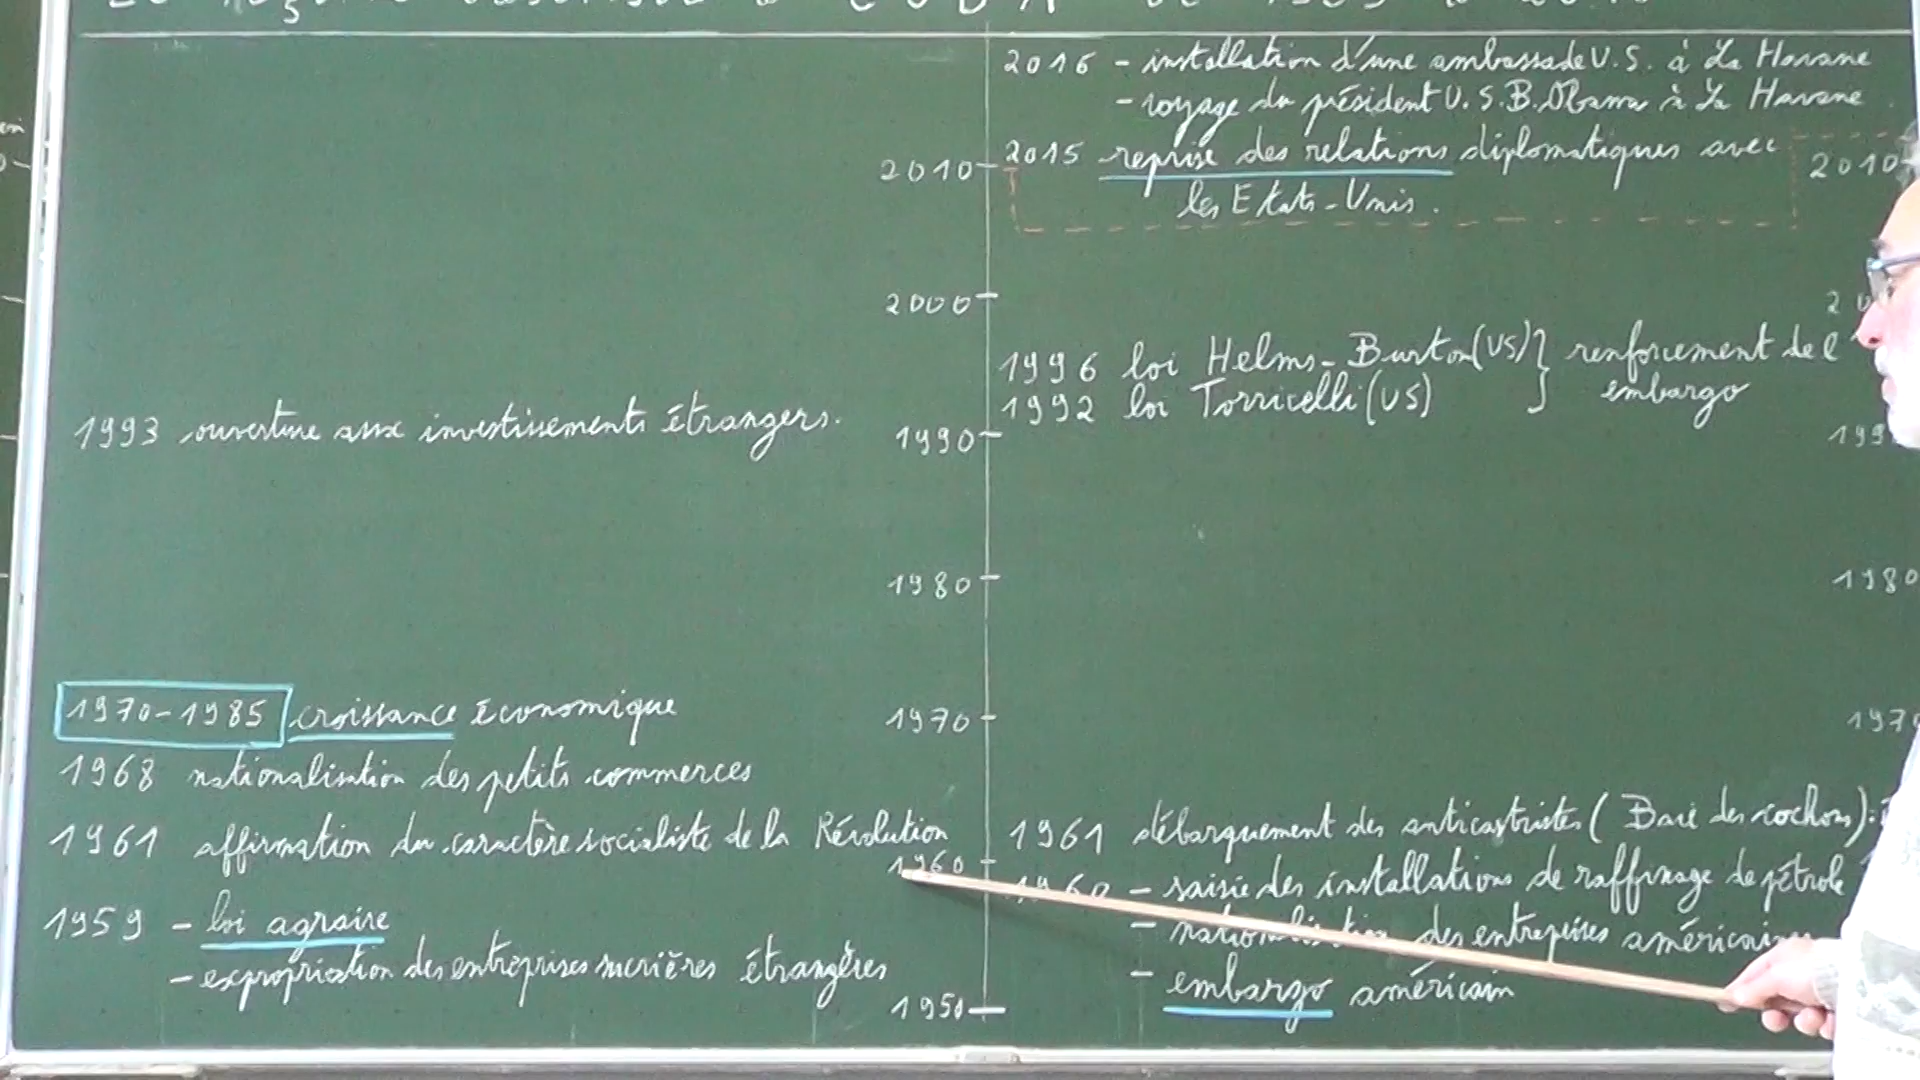 CUBA de
2016 - installation d'une ambassade U.S. à La Havane
- voyage du président U.S. B. Obama à La Havane
2010
2015 reprise des relations diplomatiques avec
les Etats-Unis.
2010
2000
1996 loi Helms-Burton (US) } renforcement de l'
1992 loi Torricelli (US) embargo
1993 ouverture aux investissements étrangers.
1990
1980
1980
1970-1985 croissance économique
1970
1970
1968 nationalisation des petits commerces
1961 affirmation du caractère socialiste de la Révolution
1961 débarquement des anticastristes (Baie des cochons) :
1960
1960 - saisie des installations de raffinage de pétrole
- nationalisation des entreprises américaines
- embargo américain
1959 - loi agraire
- expropriation des entreprises sucrières étrangères
1950